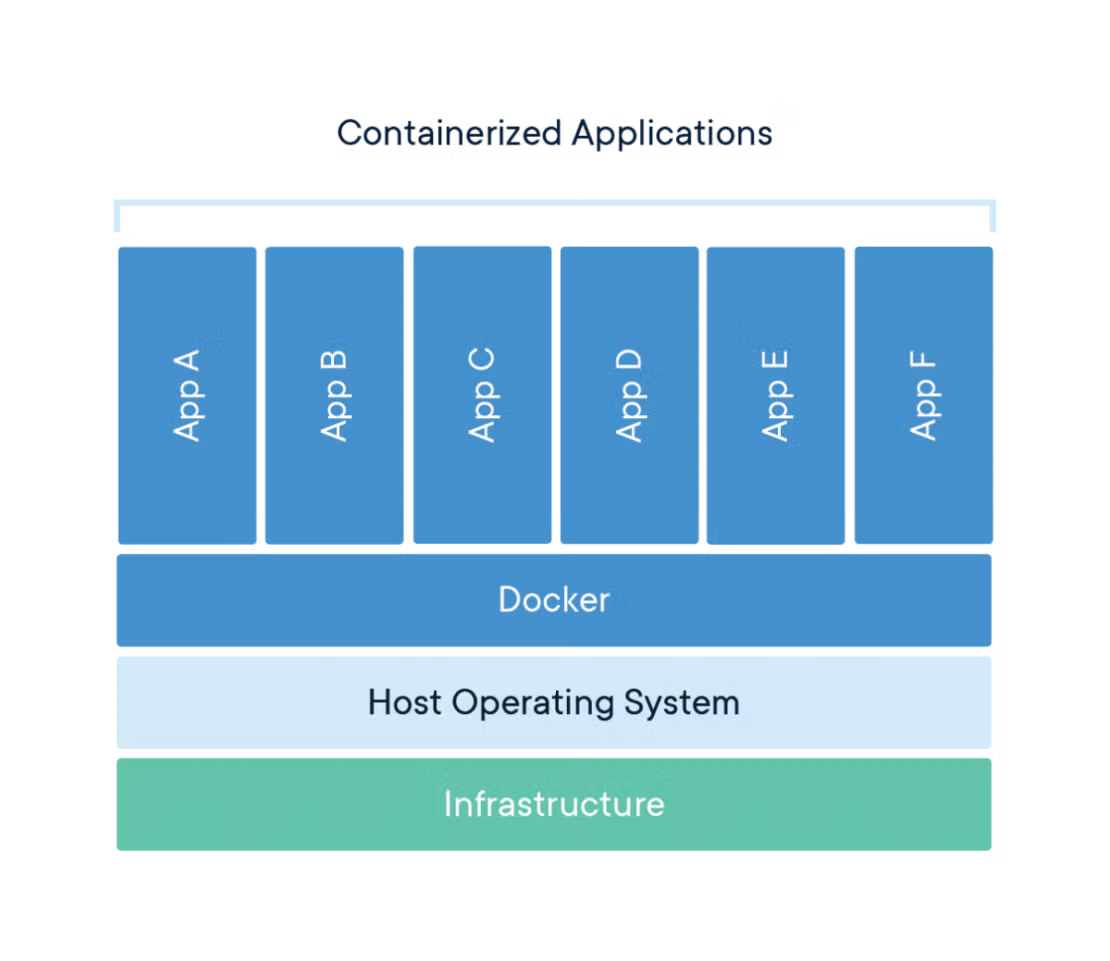 Containerized Applications
App A
App B
App C
App D
App E
App F
Docker
Host Operating System
Infrastructure